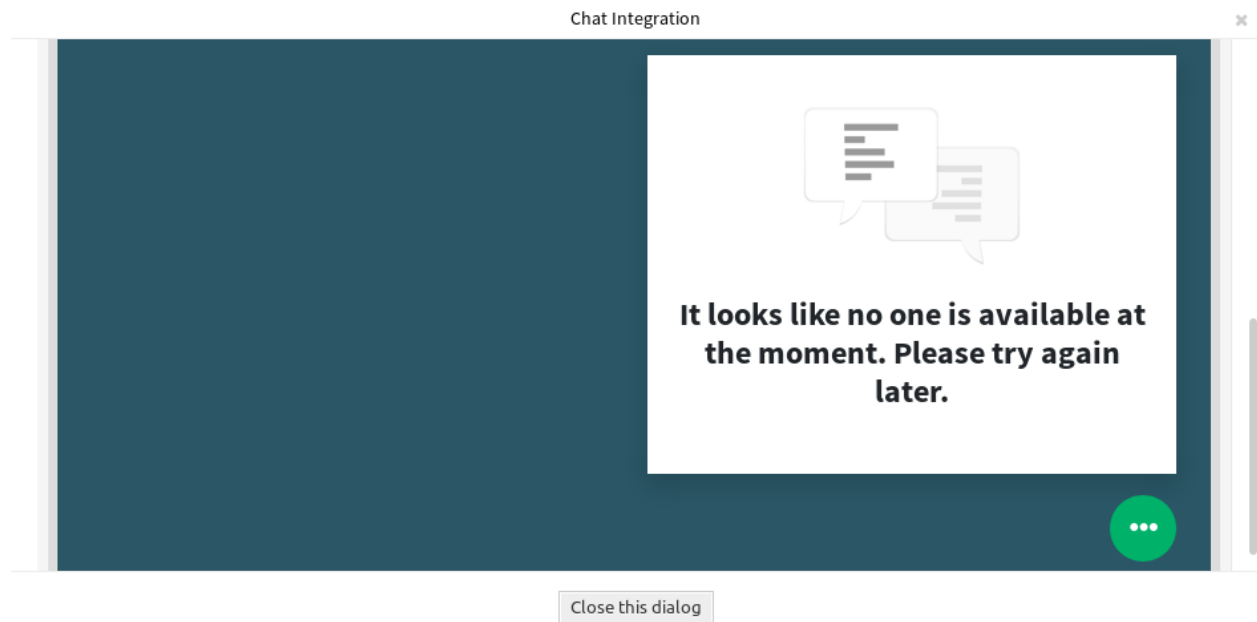 Chat Integration
It looks like no one is available at
the moment. Please try again
later.
Close this dialog